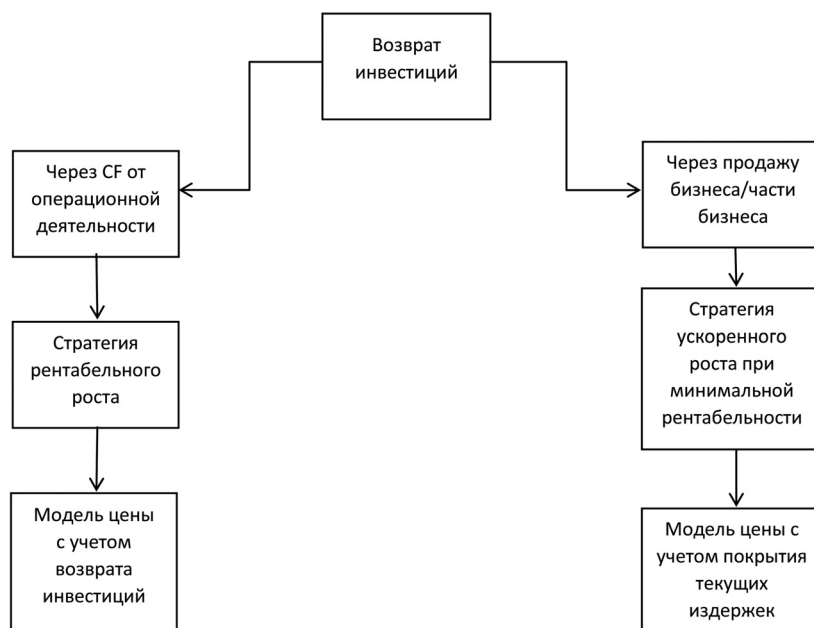 Возврат
инвестиций
Через CF от
операционной
деятельности
Стратегия
рентабельного
роста
Модель цены
с учетом
возврата
инвестиций
Через продажу
бизнеса/части
бизнеса
Стратегия
ускоренного
роста при
минимальной
рентабельности
Модель цены с
учетом покрытия
текущих
издержек